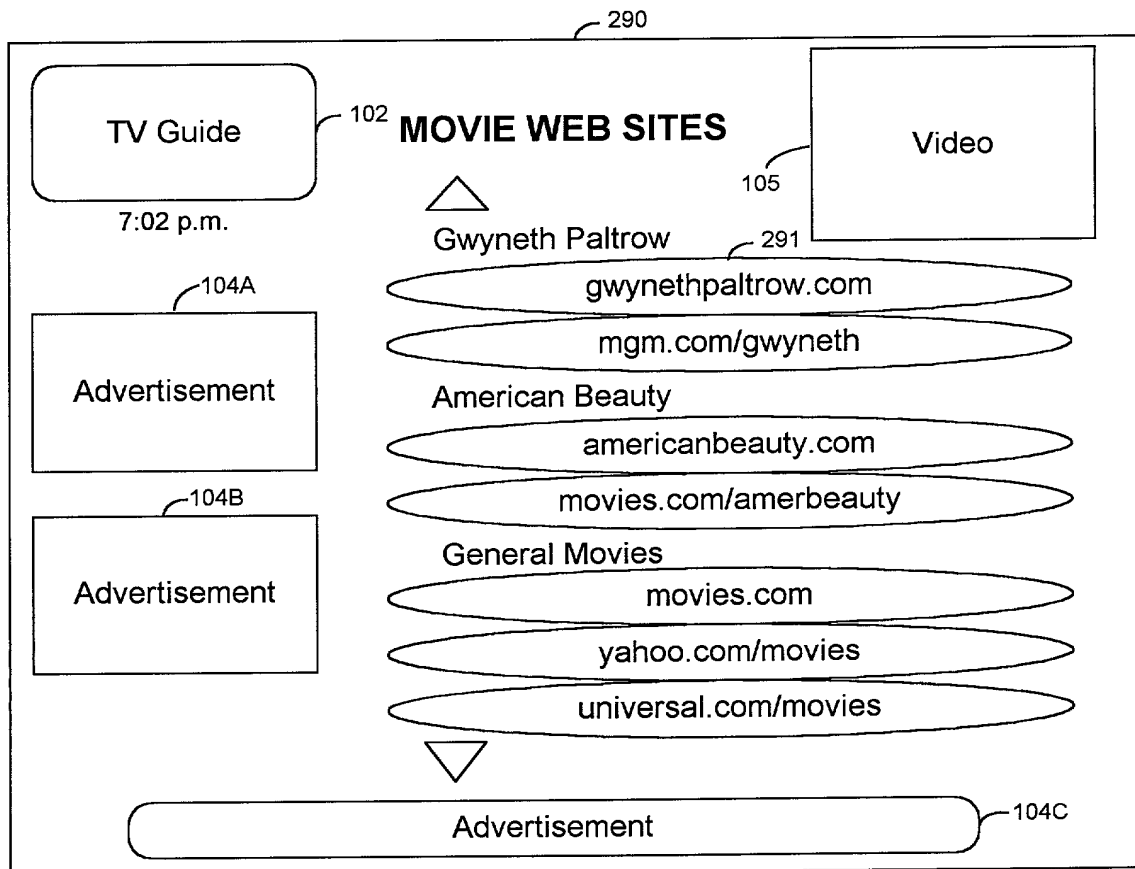 290
TV Guide
102
MOVIE WEB SITES
Video
105
7:02 p.m.
Gwyneth Paltrow
291
gwynethpaltrow.com
mgm.com/gwyneth
104A
Advertisement
American Beauty
americanbeauty.com
movies.com/amerbeauty
104B
Advertisement
General Movies
movies.com
yahoo.com/movies
universal.com/movies
Advertisement
104C